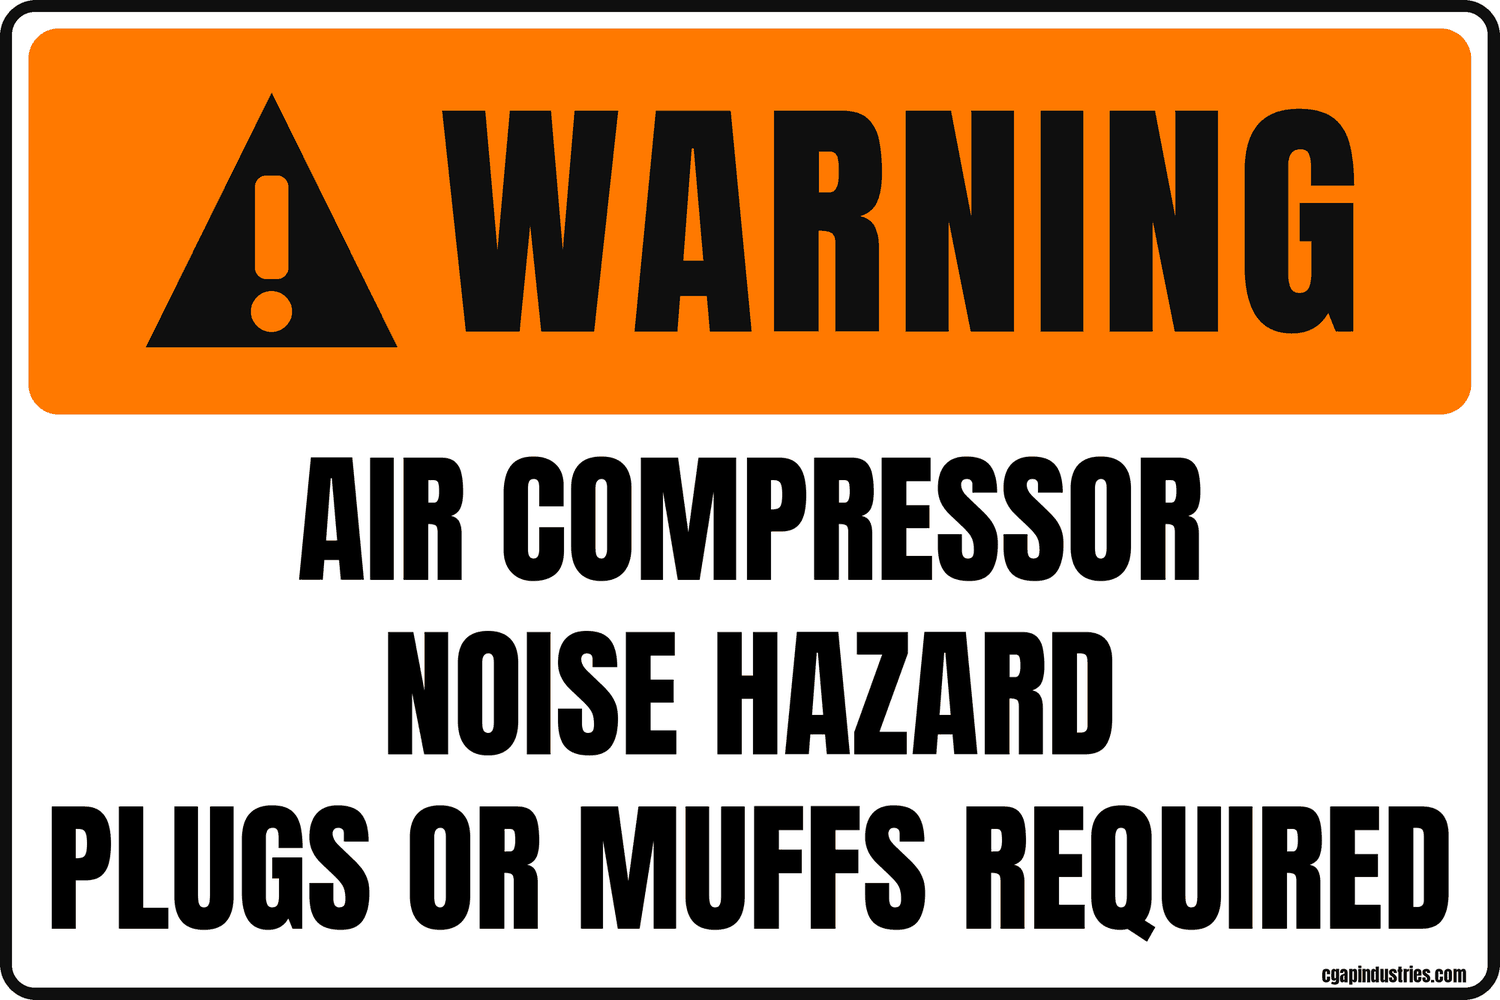 WARNING
AIR COMPRESSOR
NOISE HAZARD
PLUGS OR MUFFS REQUIRED
cgapindustries.com